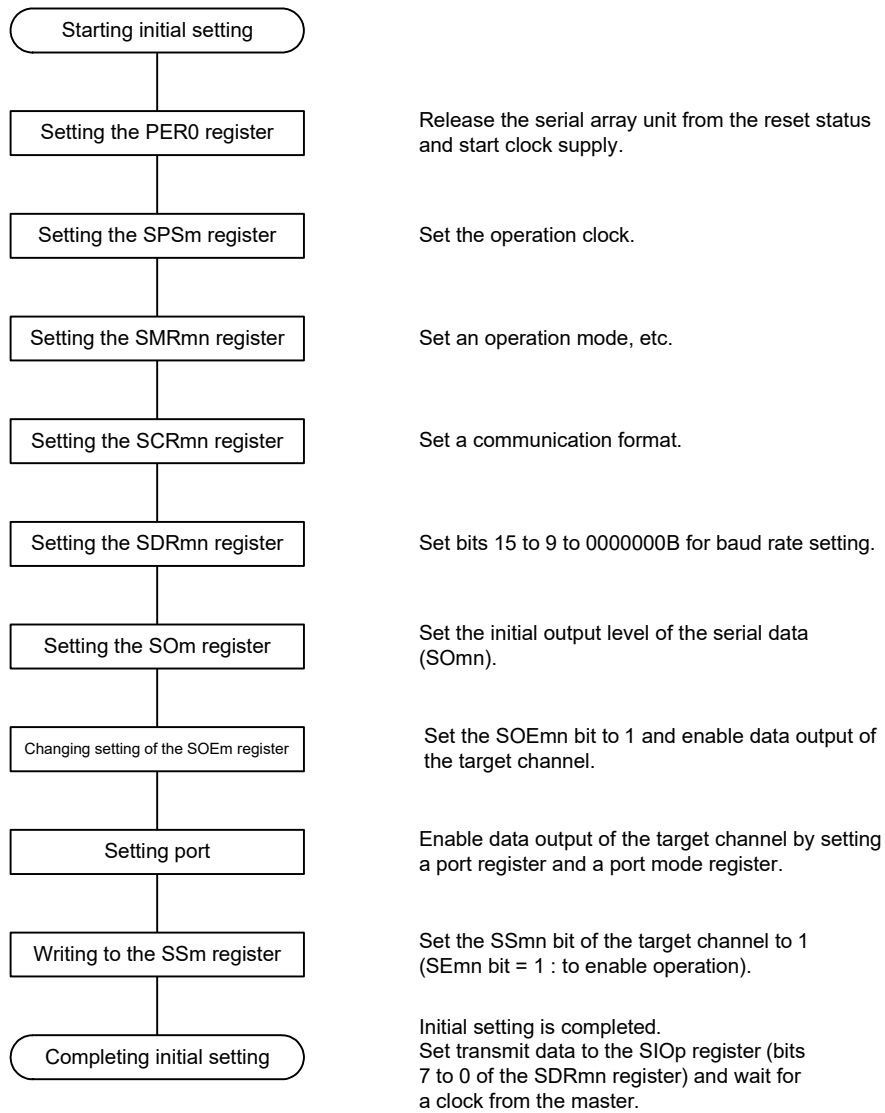 Starting initial setting
Setting the PER0 register
Release the serial array unit from the reset status
and start clock supply.
Setting the SPSm register
Set the operation clock.
Setting the SMRmn register
Set an operation mode, etc.
Setting the SCRmn register
Set a communication format.
Setting the SDRmn register
Set bits 15 to 9 to 0000000B for baud rate setting.
Setting the SOm register
Set the initial output level of the serial data
(SOmn).
Changing setting of the SOEm register
Set the SOEmn bit to 1 and enable data output of
the target channel.
Setting port
Enable data output of the target channel by setting
a port register and a port mode register.
Writing to the SSm register
Set the SSmn bit of the target channel to 1
(SEmn bit = 1 : to enable operation).
Completing initial setting
Initial setting is completed.
Set transmit data to the SIOp register (bits
7 to 0 of the SDRmn register) and wait for
a clock from the master.